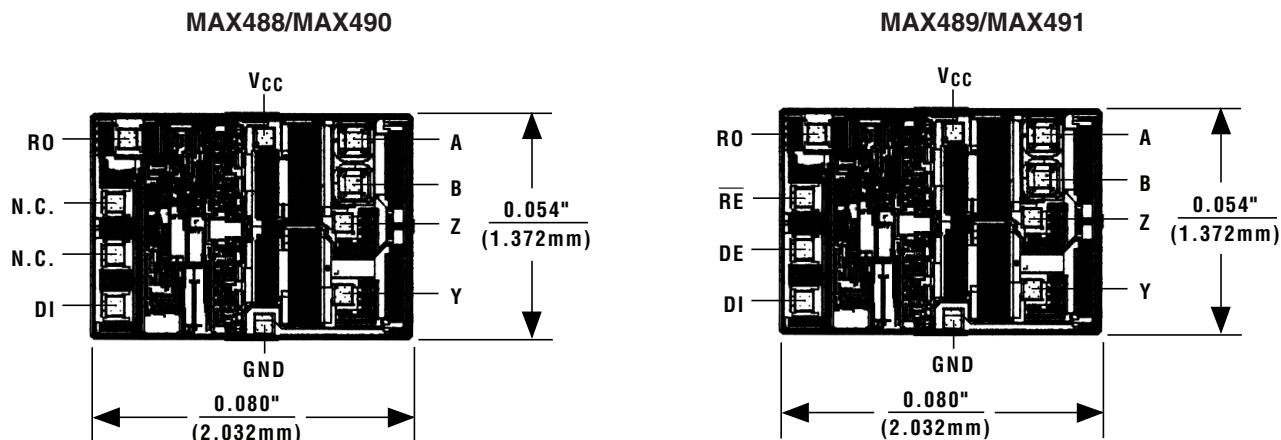 MAX488/MAX490
VCC
RO
N.C.
N.C.
DI
A
B
Z
Y
0.054"
(1.372mm)
GND
0.080"
(2.032mm)
MAX489/MAX491
VCC
RO
R̅E̅
DE
DI
A
B
Z
Y
0.054"
(1.372mm)
GND
0.080"
(2.032mm)